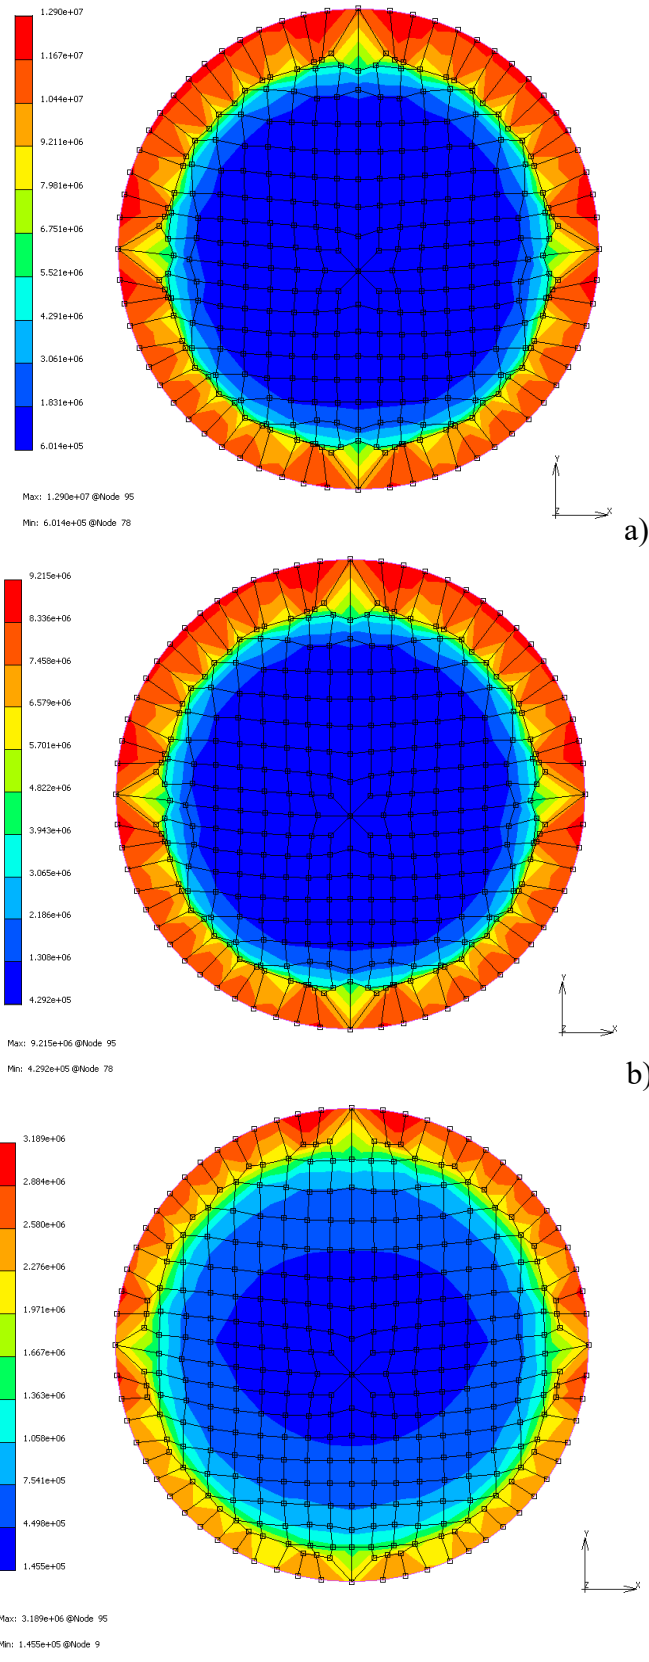 1.290e+07
1.167e+07
1.044e+07
9.211e+06
7.981e+06
6.751e+06
5.521e+06
4.291e+06
3.061e+06
1.831e+06
6.014e+05
Max: 1.290e+07 @Node 95
Min: 6.014e+05 @Node 78
Y
Z X
a)
9.215e+06
8.336e+06
7.458e+06
6.579e+06
5.701e+06
4.822e+06
3.943e+06
3.065e+06
2.186e+06
1.308e+06
4.292e+05
Max: 9.215e+06 @Node 95
Min: 4.292e+05 @Node 78
Y
Z X
b)
3.189e+06
2.884e+06
2.580e+06
2.276e+06
1.971e+06
1.667e+06
1.363e+06
1.058e+06
7.541e+05
4.498e+05
1.455e+05
Max: 3.189e+06 @Node 95
Min: 1.455e+05 @Node 9
Y
Z X